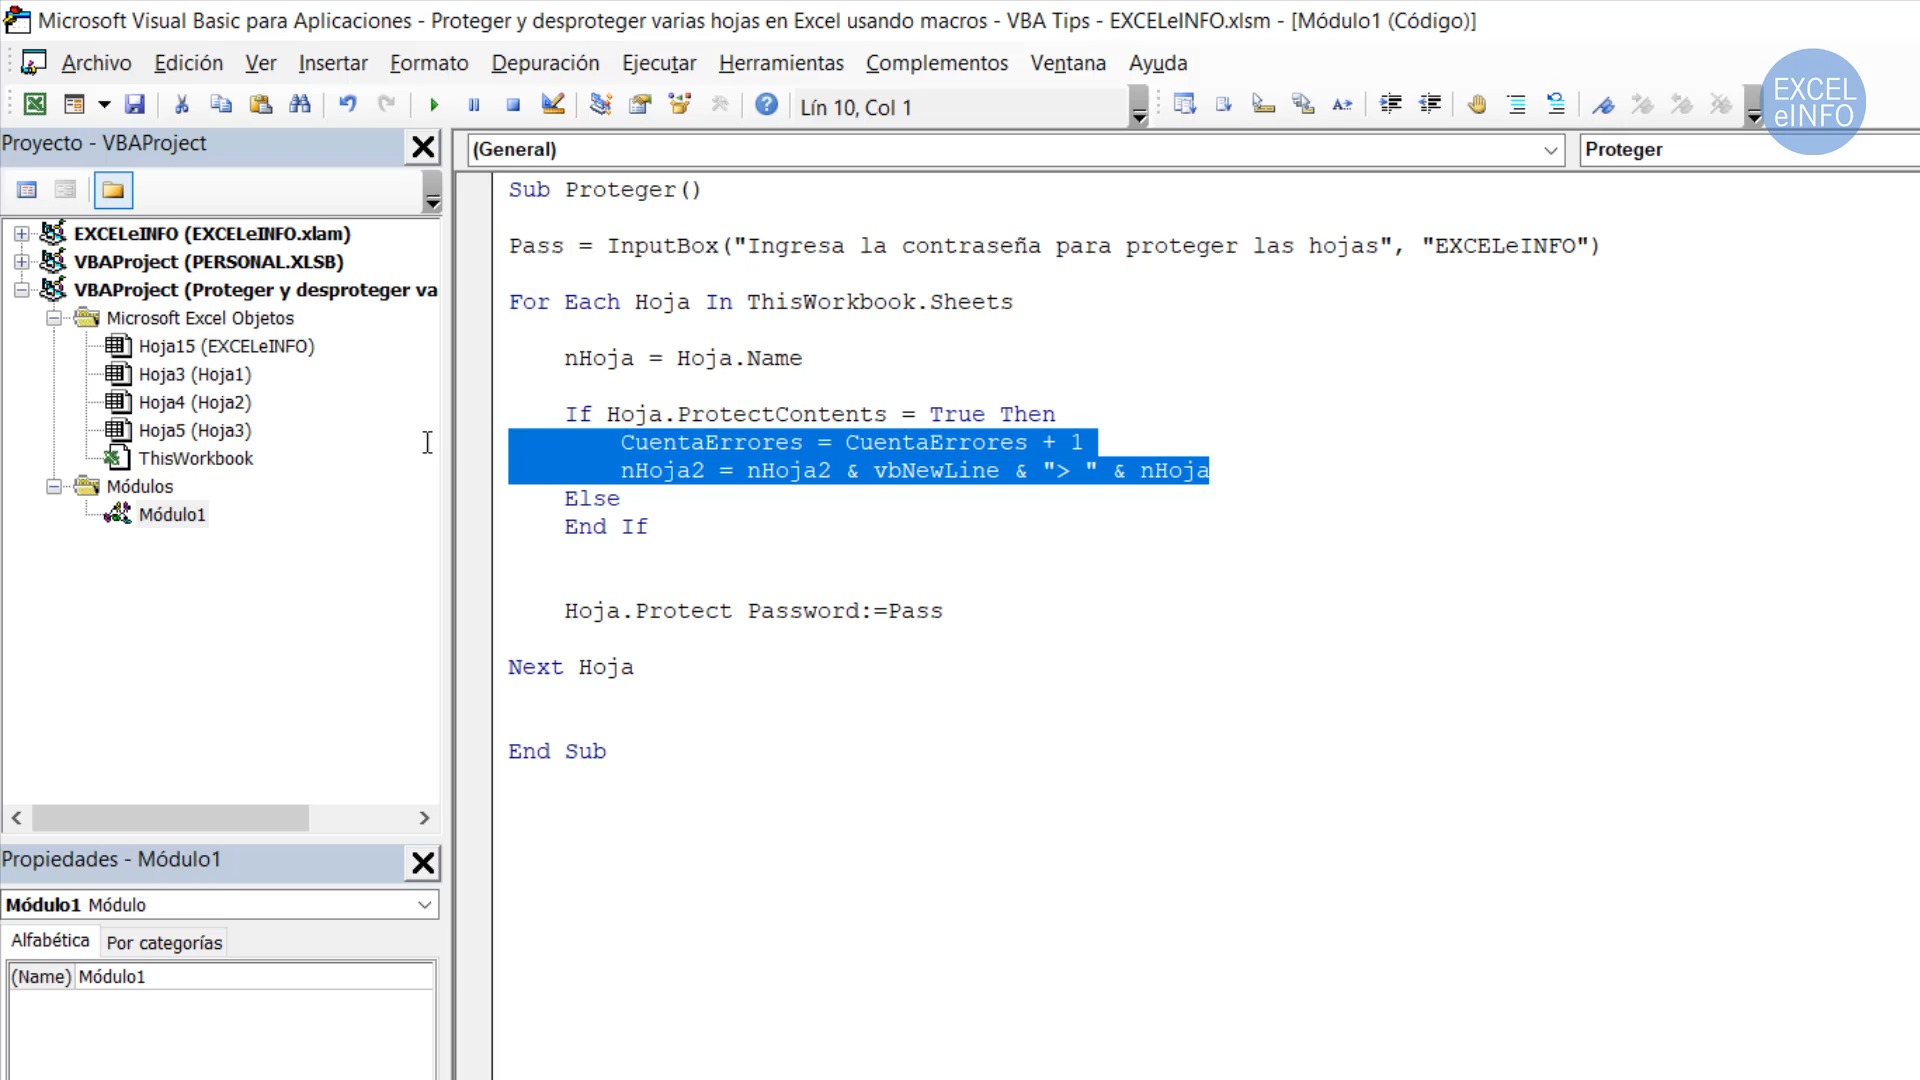 Microsoft Visual Basic para Aplicaciones - Proteger y desproteger varias hojas en Excel usando macros - VBA Tips - EXCELeINFO.xlsm - [Módulo1 (Código)]
Archivo Edición Ver Insertar Formato Depuración Ejecutar Herramientas Complementos Ventana Ayuda
Lín 10, Col 1
EXCEL
eINFO
Proyecto - VBAProject
(General)
Proteger
EXCELeINFO (EXCELeINFO.xlam)
VBAProject (PERSONAL.XLSB)
VBAProject (Proteger y desproteger va
Microsoft Excel Objetos
Hoja15 (EXCELeINFO)
Hoja3 (Hoja1)
Hoja4 (Hoja2)
Hoja5 (Hoja3)
ThisWorkbook
Módulos
Módulo1
Sub Proteger()
Pass = InputBox("Ingresa la contraseña para proteger las hojas", "EXCELeINFO")
For Each Hoja In ThisWorkbook.Sheets
nHoja = Hoja.Name
If Hoja.ProtectContents = True Then
CuentaErrores = CuentaErrores + 1
nHoja2 = nHoja2 & vbNewLine & "> " & nHoja
Else
End If
Hoja.Protect Password:=Pass
Next Hoja
End Sub
Propiedades - Módulo1
Módulo1 Módulo
Alfabética Por categorías
(Name) Módulo1